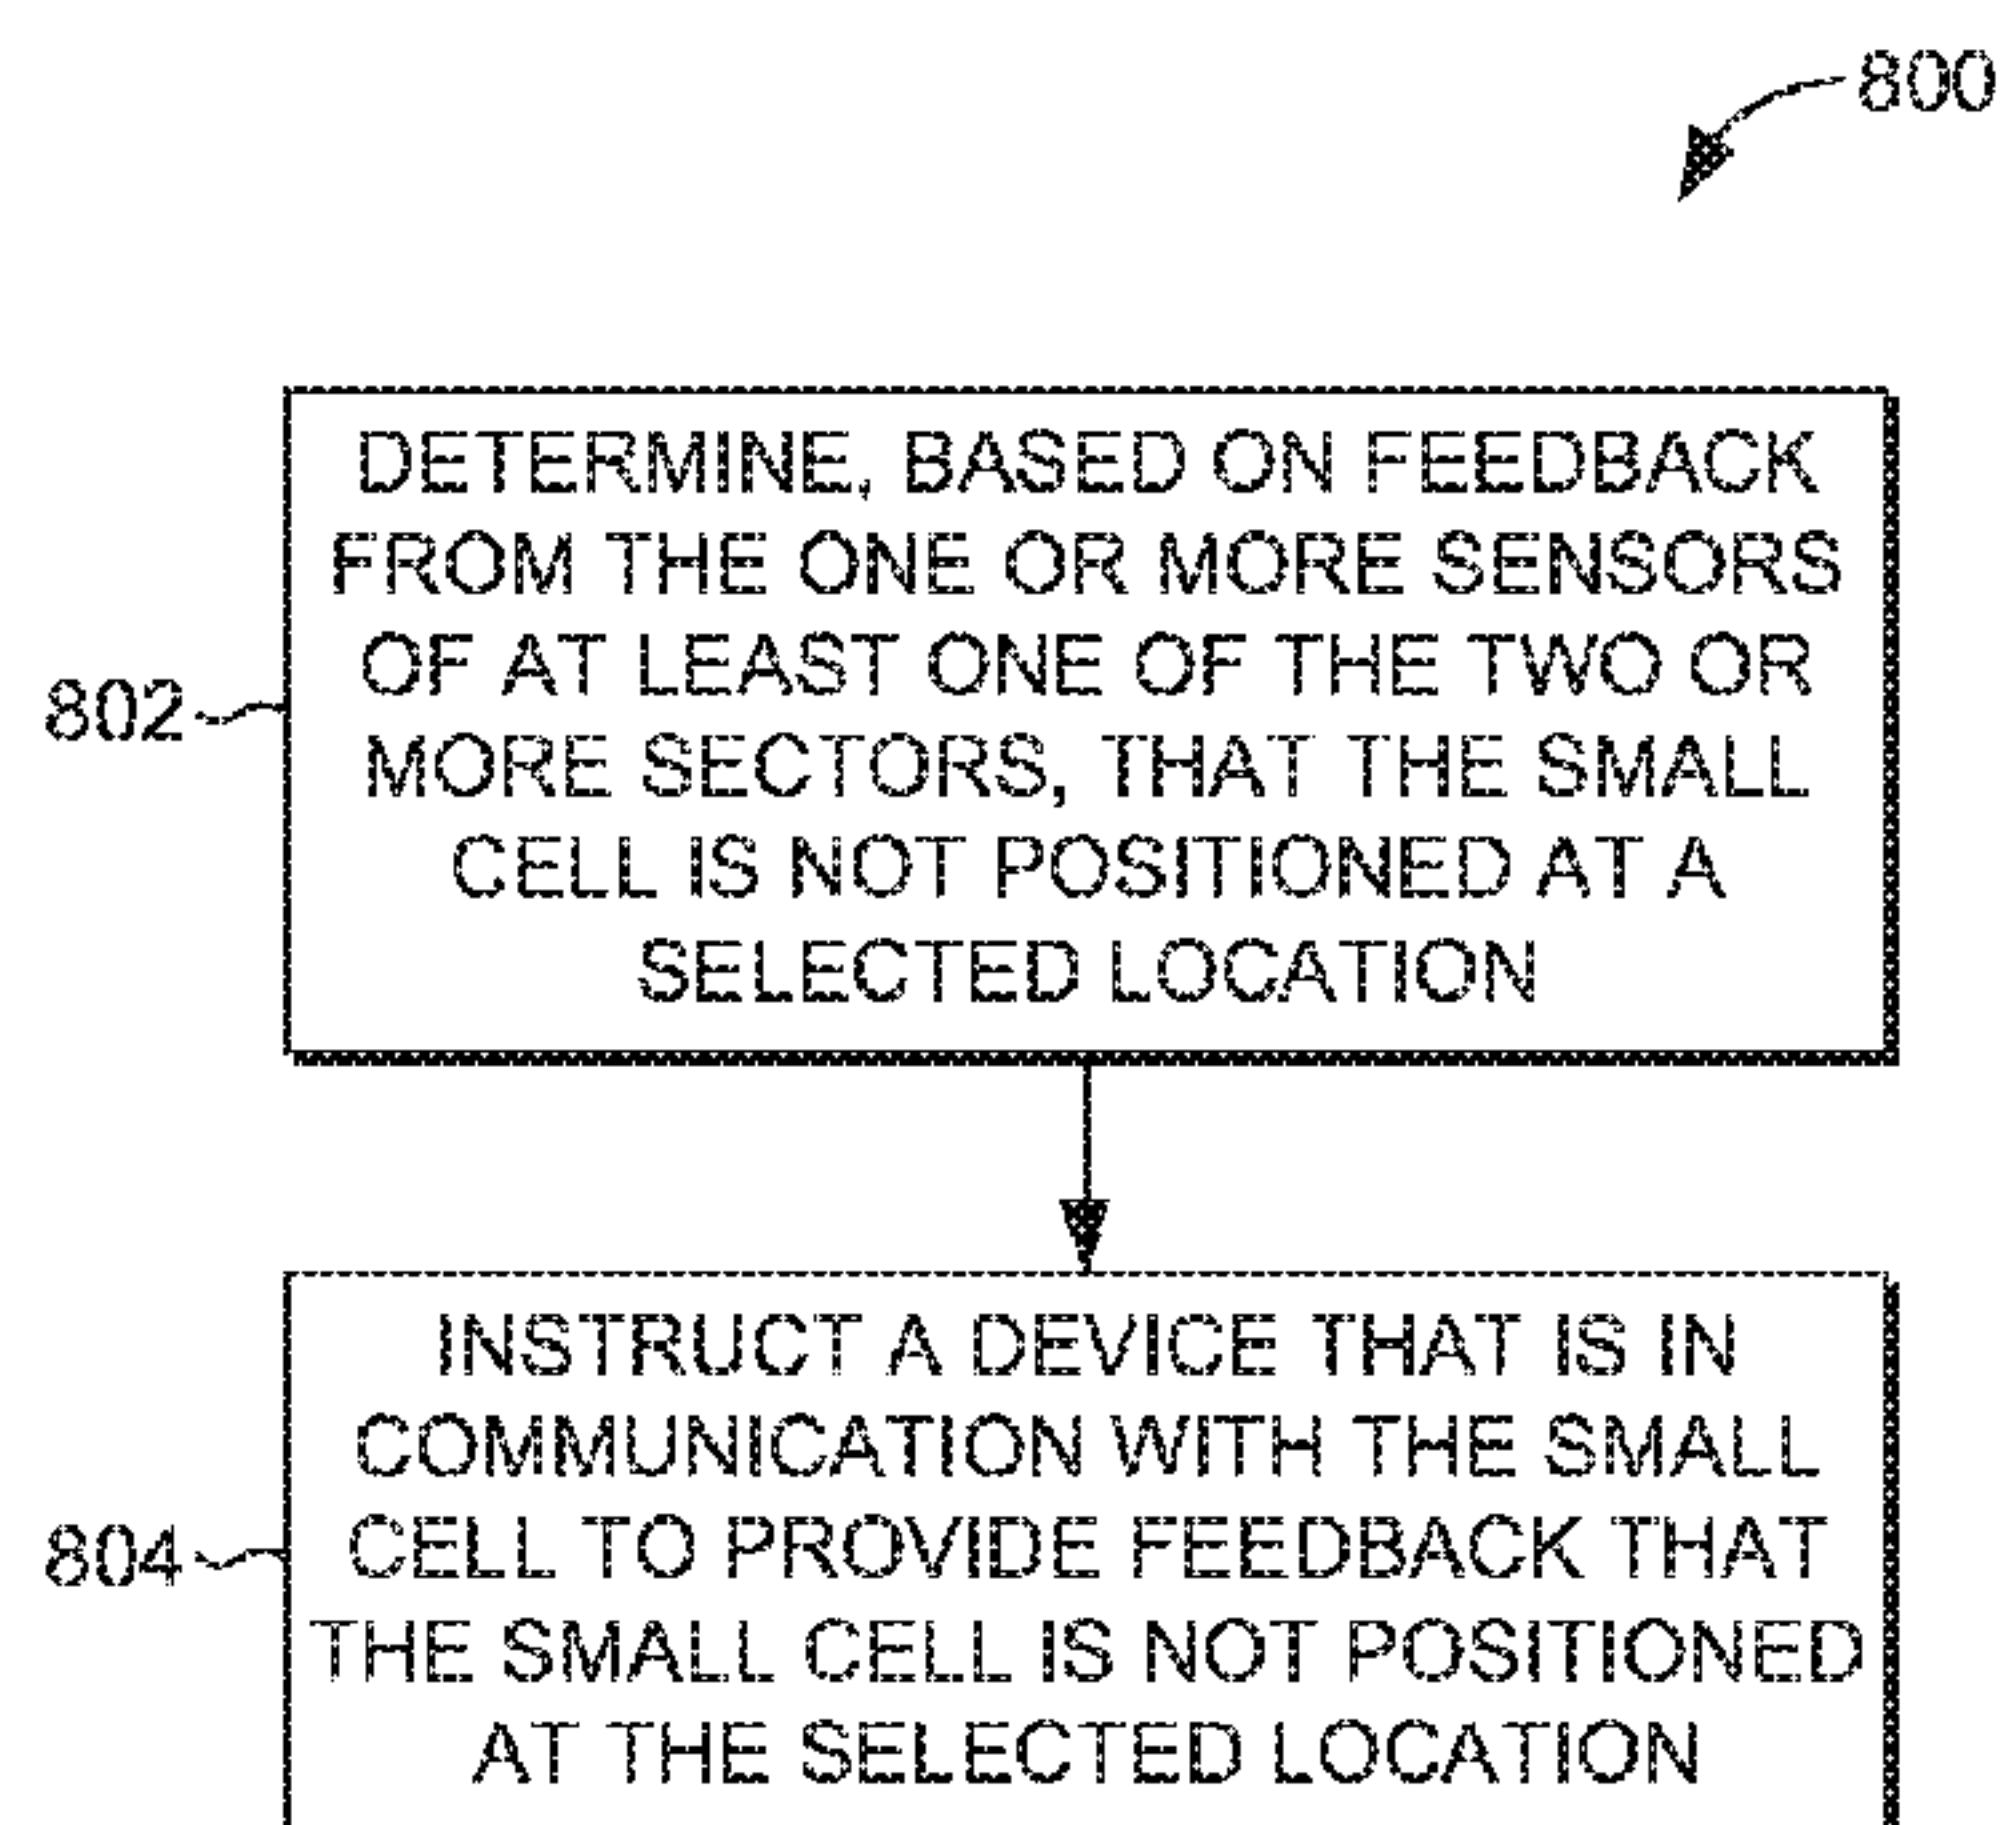 800
DETERMINE, BASED ON FEEDBACK
FROM THE ONE OR MORE SENSORS
OF AT LEAST ONE OF THE TWO OR
802
MORE SECTORS, THAT THE SMALL
CELL IS NOT POSITIONED AT A
SELECTED LOCATION
INSTRUCT A DEVICE THAT IS IN
COMMUNICATION WITH THE SMALL
804
CELL TO PROVIDE FEEDBACK THAT
THE SMALL CELL IS NOT POSITIONED
AT THE SELECTED LOCATION